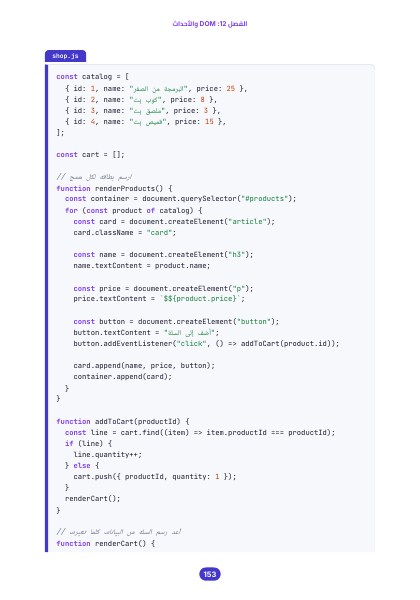 الفصل 12: DOM والأحداث
shop.js
const catalog = [
  { id: 1, name: "البرمجة من الصفر", price: 25 },
  { id: 2, name: "كوب بت", price: 8 },
  { id: 3, name: "ملصق بت", price: 3 },
  { id: 4, name: "قميص بت", price: 15 },
];
const cart = [];
// ارسم بطاقة لكل منتج
function renderProducts() {
  const container = document.querySelector("#products");
  for (const product of catalog) {
    const card = document.createElement("article");
    card.className = "card";
    const name = document.createElement("h3");
    name.textContent = product.name;
    const price = document.createElement("p");
    price.textContent = `$${product.price}`;
    const button = document.createElement("button");
    button.textContent = "أضف إلى السلة";
    button.addEventListener("click", () => addToCart(product.id));
    card.append(name, price, button);
    container.append(card);
  }
}
function addToCart(productId) {
  const line = cart.find((item) => item.productId === productId);
  if (line) {
    line.quantity++;
  } else {
    cart.push({ productId, quantity: 1 });
  }
  renderCart();
}
// أعد رسم السلة من البيانات كلما تغيرت
function renderCart() {
153